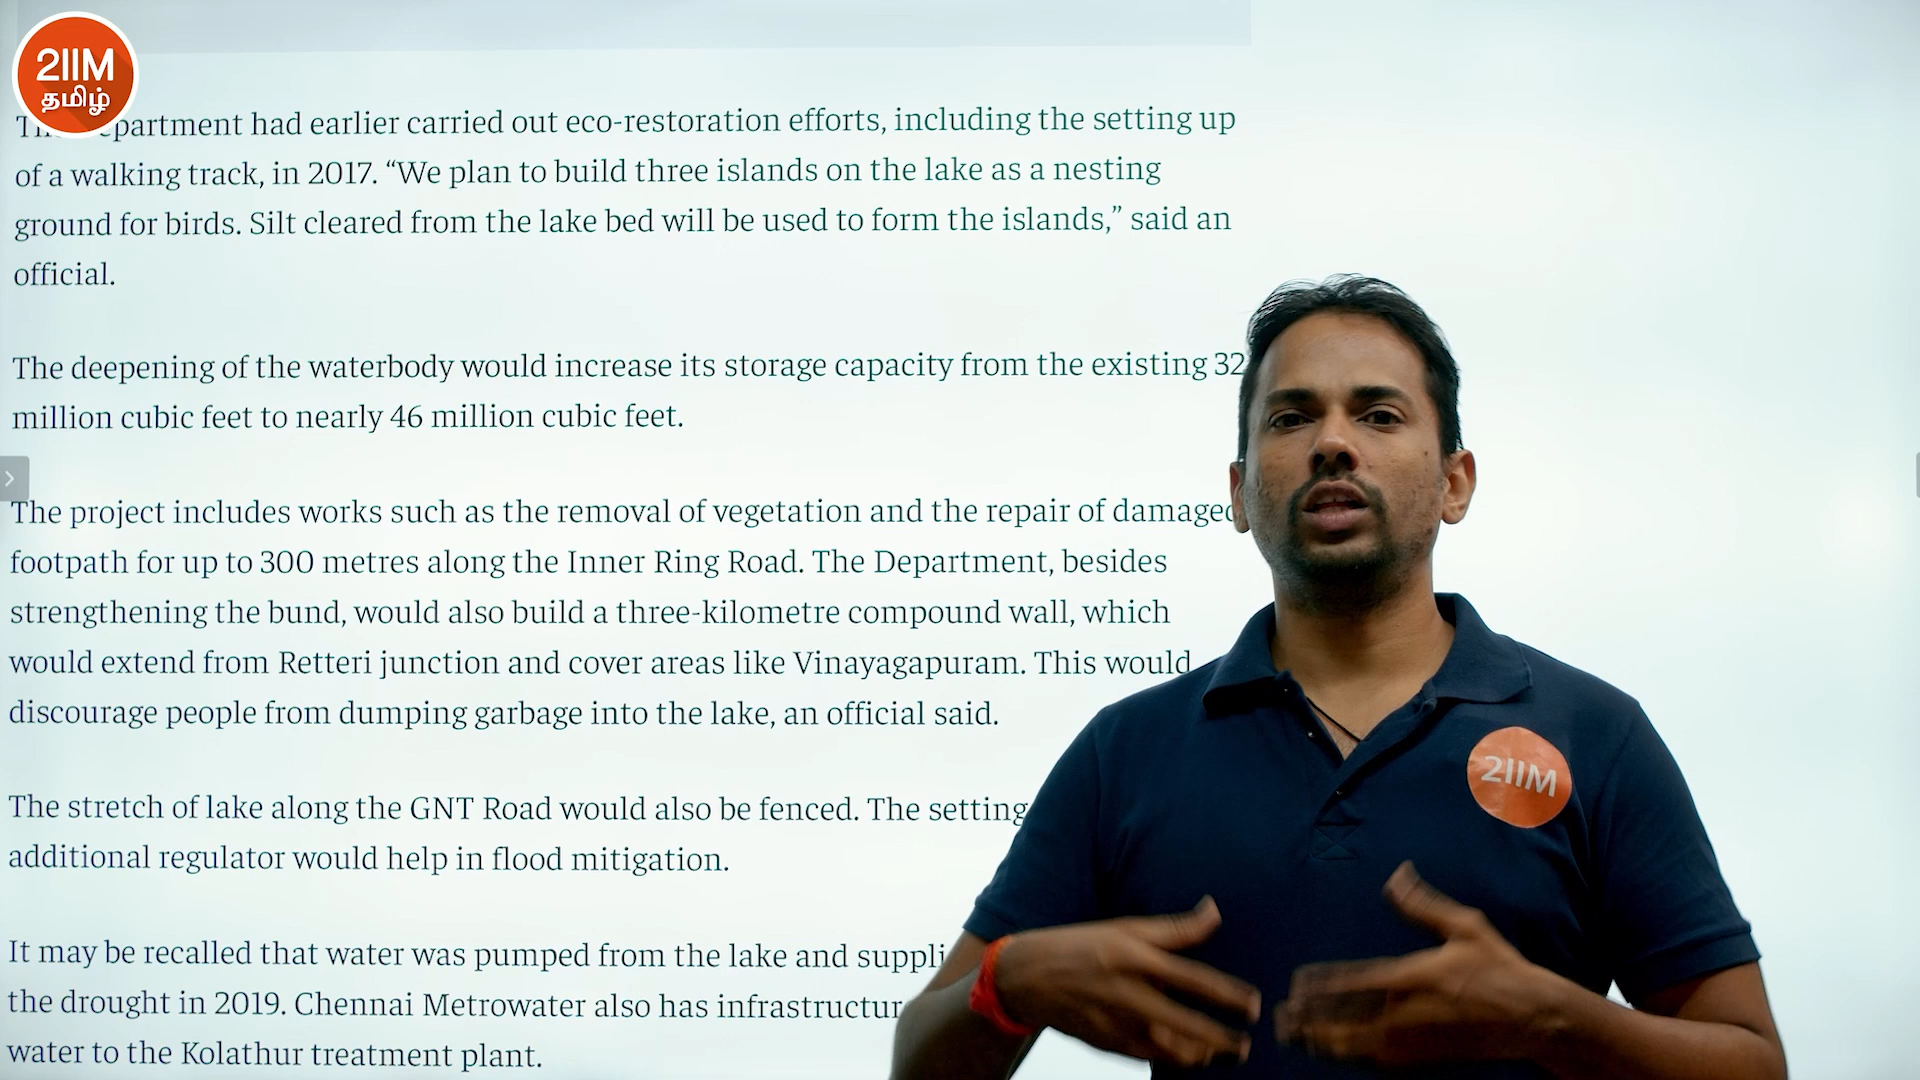 2IIM
தமிழ்
partment had earlier carried out eco-restoration efforts, including the setting up
of a walking track, in 2017. “We plan to build three islands on the lake as a nesting
ground for birds. Silt cleared from the lake bed will be used to form the islands,” said an
official.
The deepening of the waterbody would increase its storage capacity from the existing 32
million cubic feet to nearly 46 million cubic feet.
The project includes works such as the removal of vegetation and the repair of damaged
footpath for up to 300 metres along the Inner Ring Road. The Department, besides
strengthening the bund, would also build a three-kilometre compound wall, which
would extend from Retteri junction and cover areas like Vinayagapuram. This would
discourage people from dumping garbage into the lake, an official said.
The stretch of lake along the GNT Road would also be fenced. The setting
additional regulator would help in flood mitigation.
It may be recalled that water was pumped from the lake and suppli
the drought in 2019. Chennai Metrowater also has infrastructur
water to the Kolathur treatment plant.
2IIM